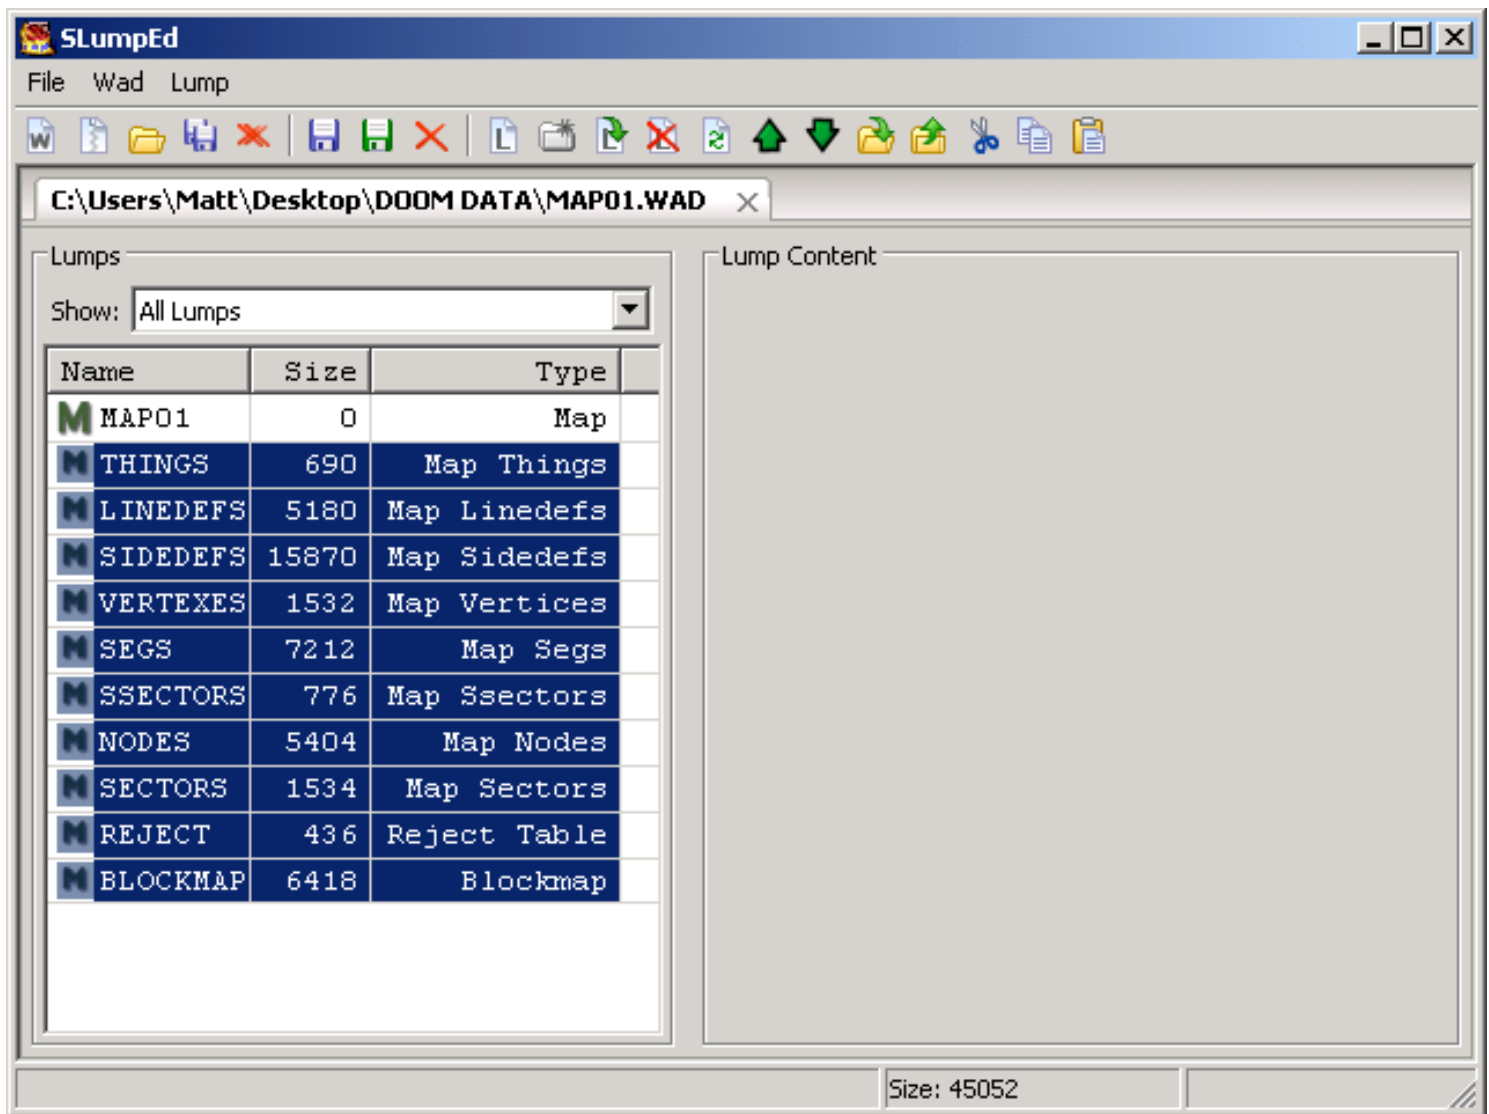 SLumpEd
File Wad Lump
C:\Users\Matt\Desktop\DOOM DATA\MAP01.WAD
Lumps
Lump Content
Show: All Lumps
Name Size Type
MAP01 0 Map
THINGS 690 Map Things
LINEDEFS 5180 Map Linedefs
SIDEDEFS 15870 Map Sidedefs
VERTEXES 1532 Map Vertices
SEGS 7212 Map Segs
SSECTORS 776 Map Ssectors
NODES 5404 Map Nodes
SECTORS 1534 Map Sectors
REJECT 436 Reject Table
BLOCKMAP 6418 Blockmap
Size: 45052